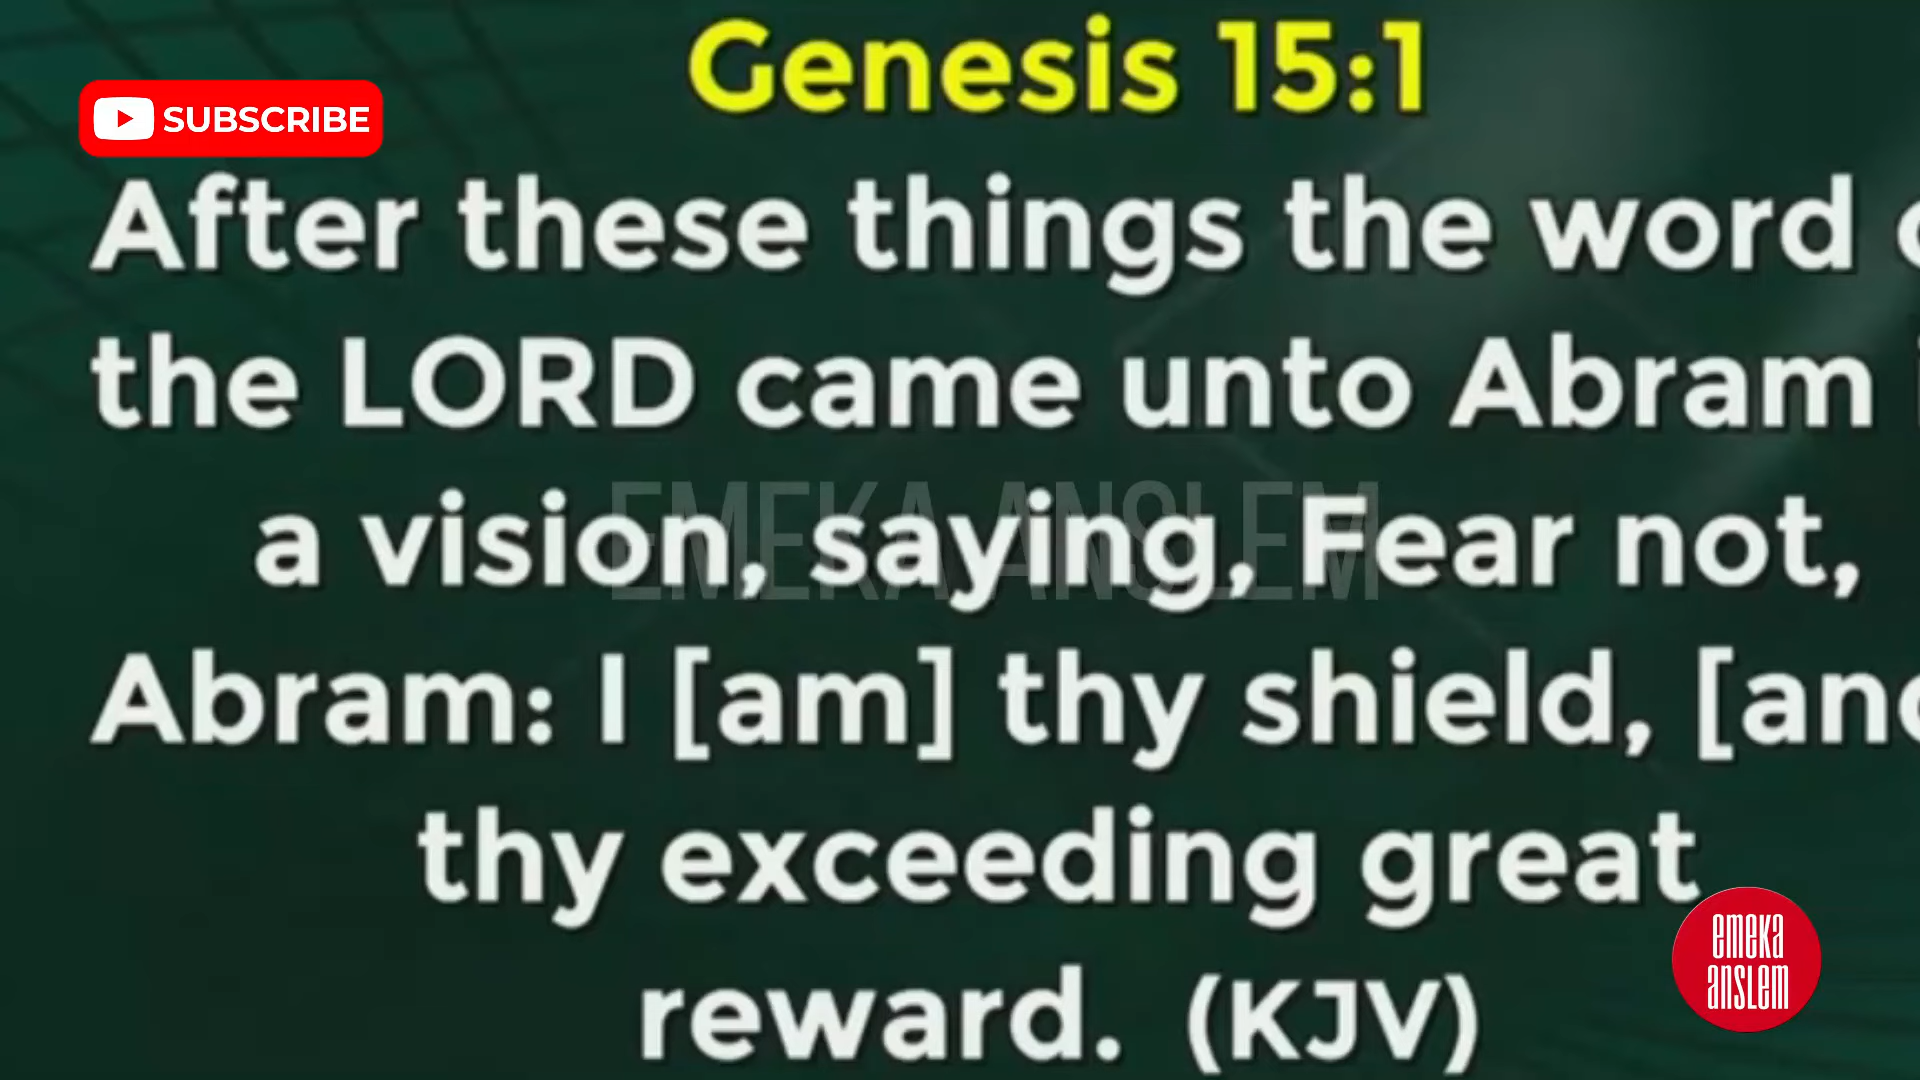 Genesis 15:1
SUBSCRIBE
After these things the word
the LORD came unto Abram
a vision, saying, Fear not,
EMEKA ANSLEM
Abram: I [am] thy shield, [and
thy exceeding great
reward. (KJV)
emeka
anslem